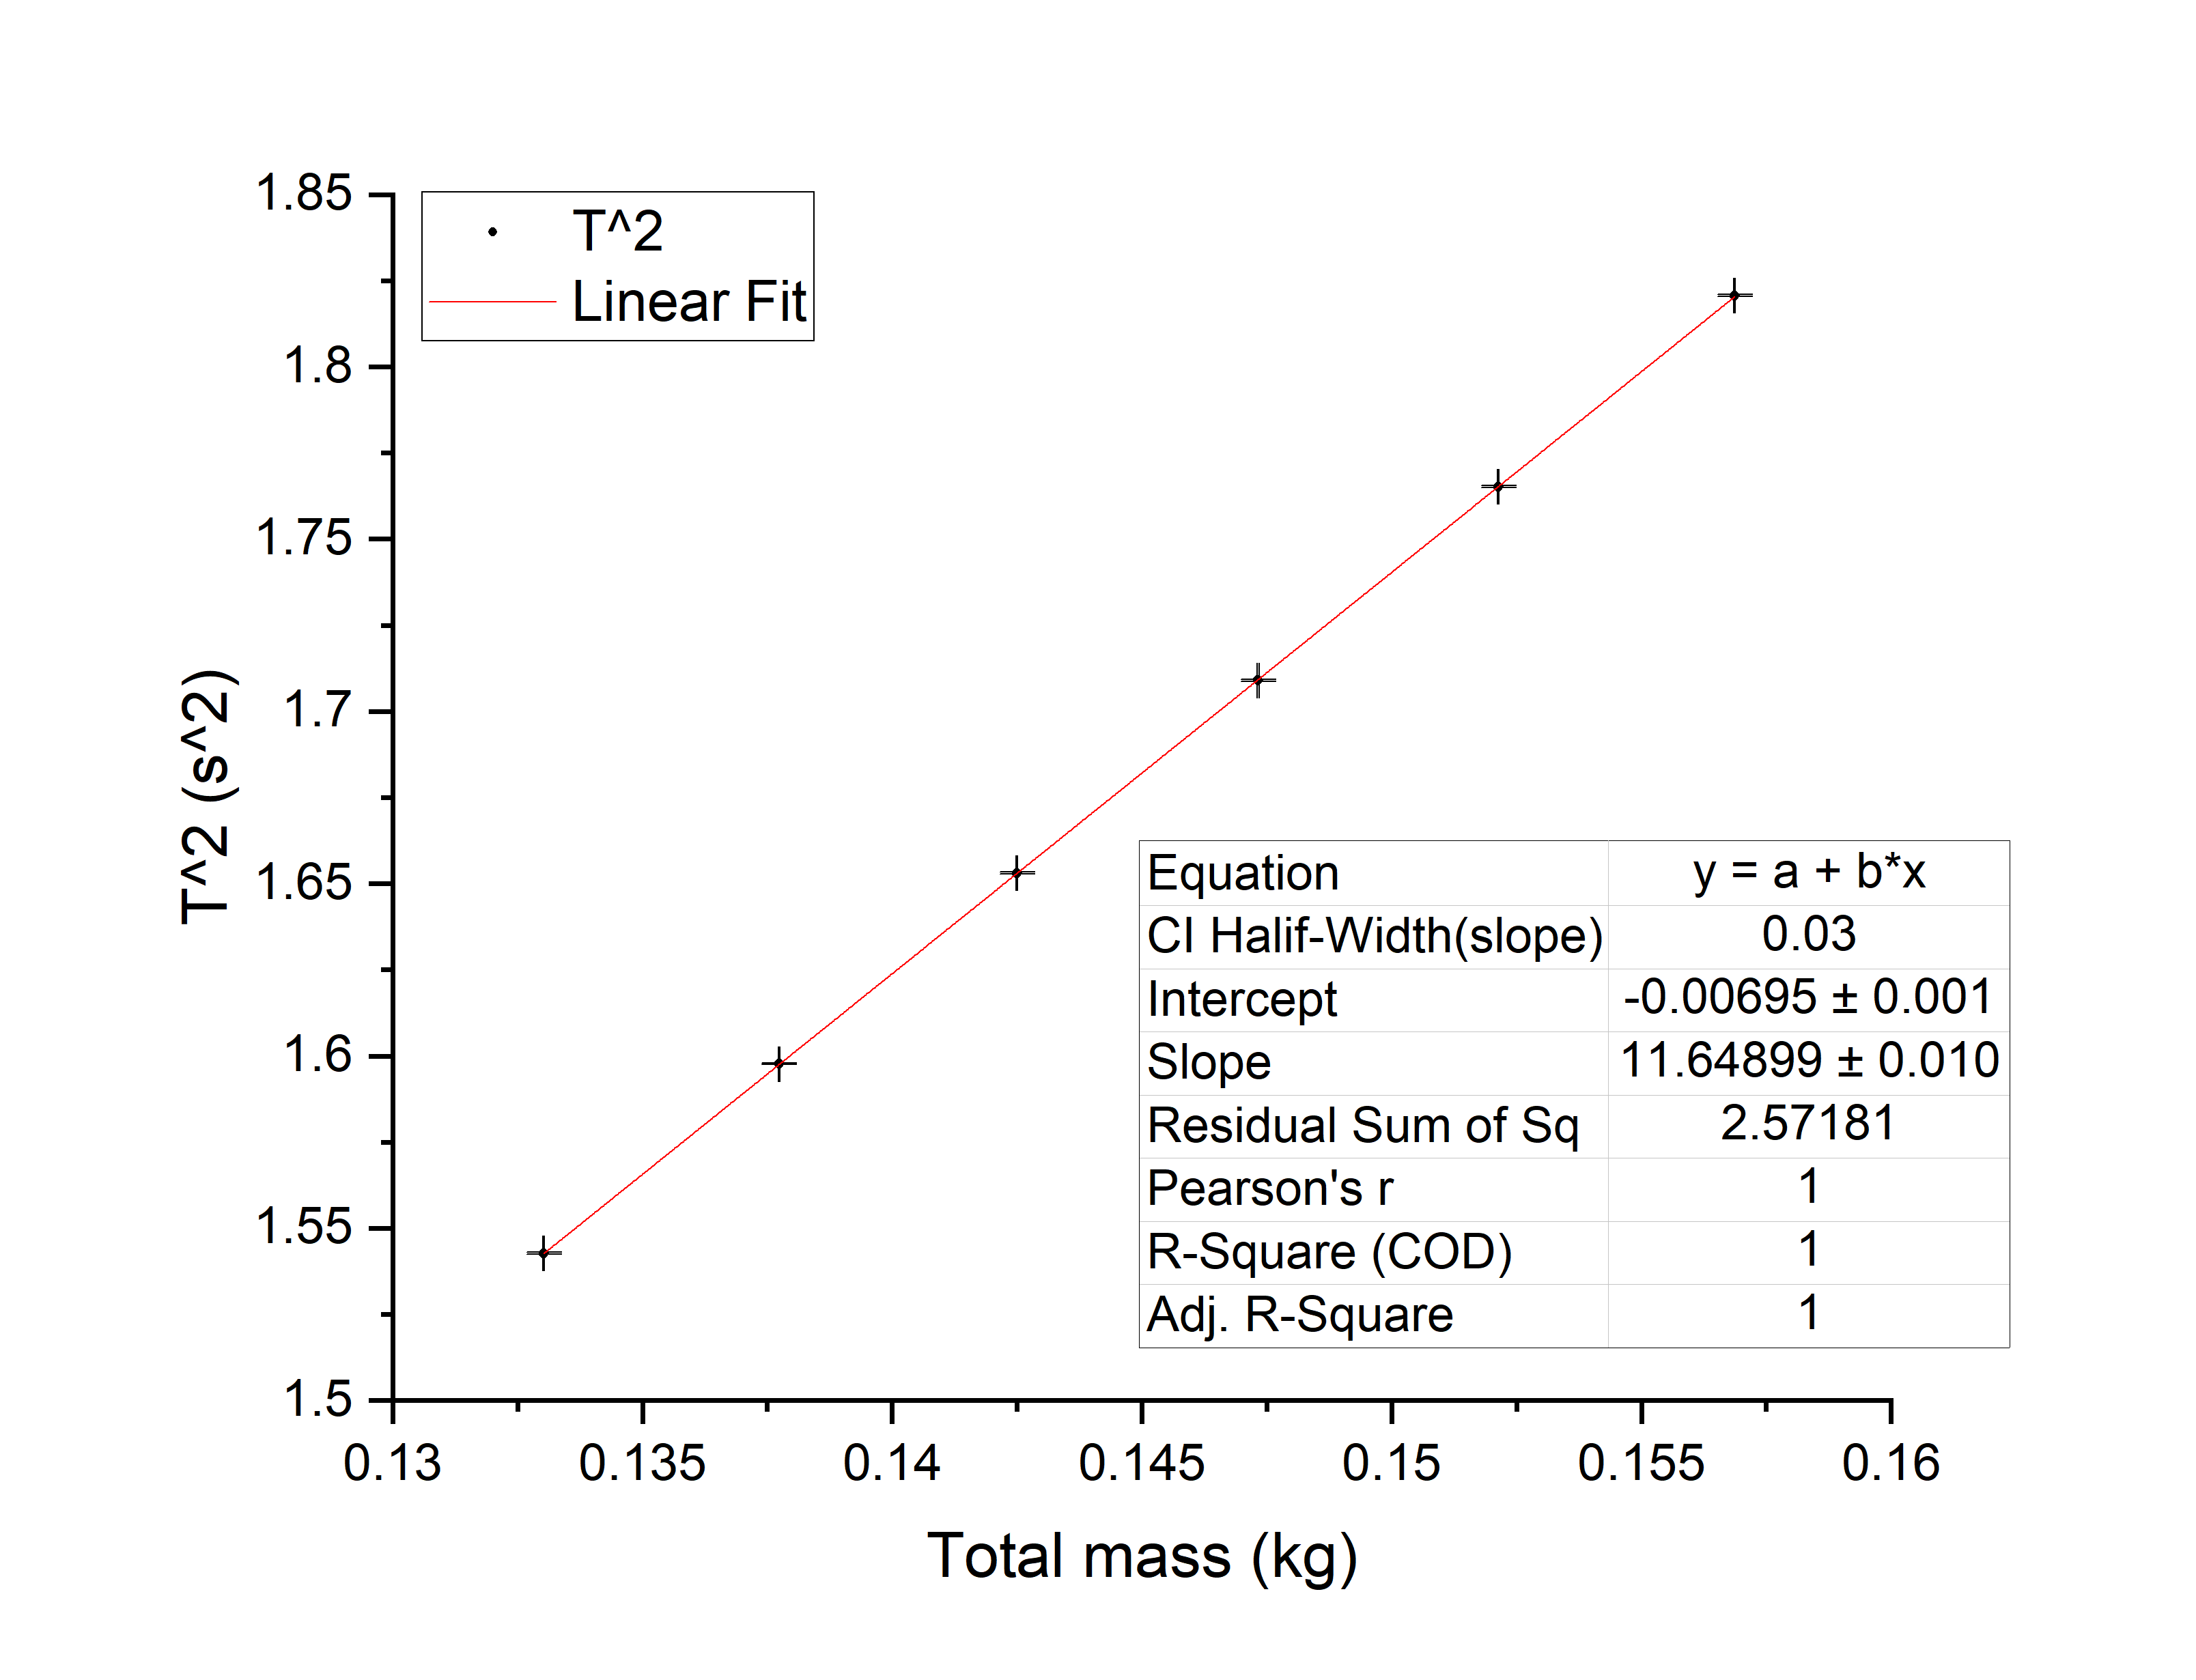 1.85
1.8
1.75
1.7
1.65
1.6
1.55
1.5
T^2 (s^2)
T^2
Linear Fit
Equation y = a + b*x
CI Halif-Width(slope) 0.03
Intercept -0.00695 ± 0.001
Slope 11.64899 ± 0.010
Residual Sum of Sq 2.57181
Pearson's r 1
R-Square (COD) 1
Adj. R-Square 1
0.13 0.135 0.14 0.145 0.15 0.155 0.16
Total mass (kg)